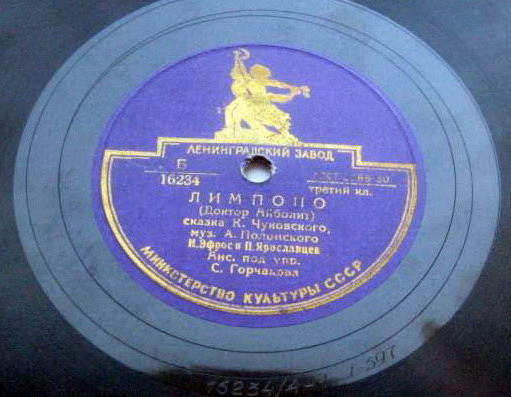 ЛЕНИНГРАДСКИЙ ЗАВОД
Б
16234
третий кл.
ЛИМПОПО
(Доктор Айболит)
сказка К. Чуковского,
муз. А. Полонского
Н.Эфрос и П.Ярославцев
Анс. под упр.
С. Горчакова
МИНИСТЕРСТВО КУЛЬТУРЫ СССР